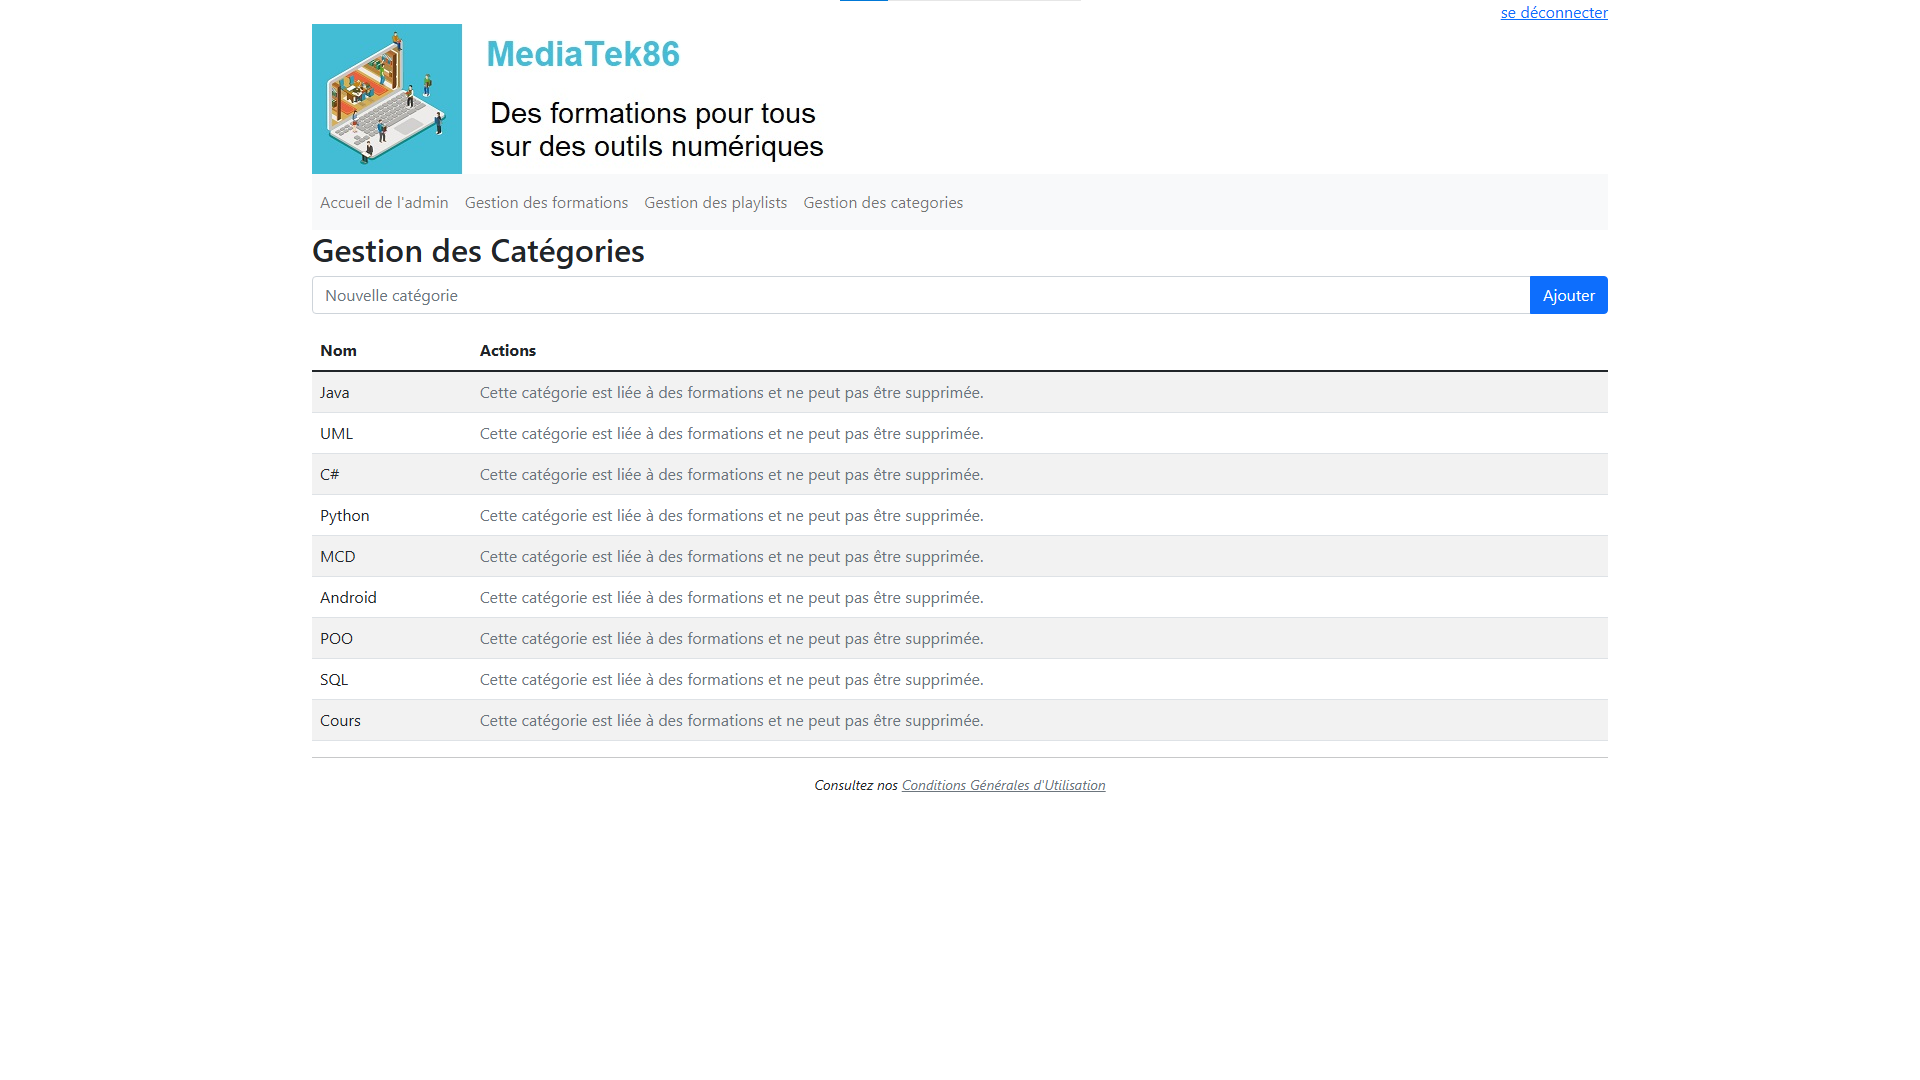 se déconnecter
MediaTek86
Des formations pour tous
sur des outils numériques
Accueil de l'admin Gestion des formations Gestion des playlists Gestion des categories
Gestion des Catégories
Nouvelle catégorie Ajouter
Nom Actions
Java Cette catégorie est liée à des formations et ne peut pas être supprimée.
UML Cette catégorie est liée à des formations et ne peut pas être supprimée.
C# Cette catégorie est liée à des formations et ne peut pas être supprimée.
Python Cette catégorie est liée à des formations et ne peut pas être supprimée.
MCD Cette catégorie est liée à des formations et ne peut pas être supprimée.
Android Cette catégorie est liée à des formations et ne peut pas être supprimée.
POO Cette catégorie est liée à des formations et ne peut pas être supprimée.
SQL Cette catégorie est liée à des formations et ne peut pas être supprimée.
Cours Cette catégorie est liée à des formations et ne peut pas être supprimée.
Consultez nos Conditions Générales d'Utilisation